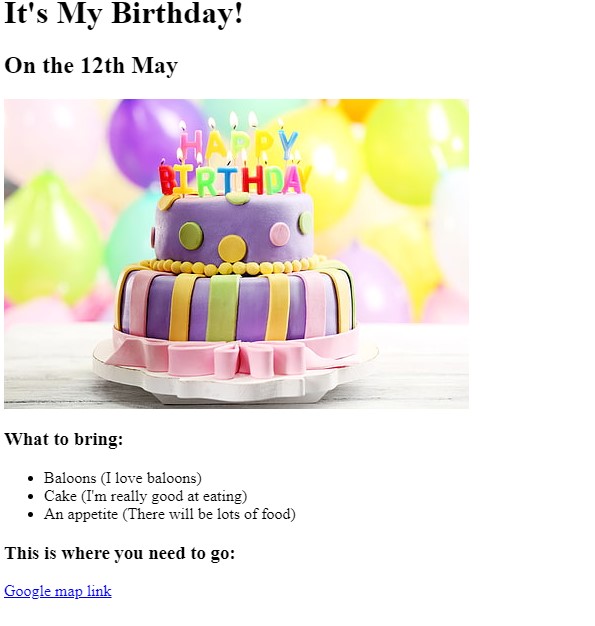 It's My Birthday!
On the 12th May
HAPPY
BIRTHDAY
What to bring:
Baloons (I love baloons)
Cake (I'm really good at eating)
An appetite (There will be lots of food)
This is where you need to go:
Google map link